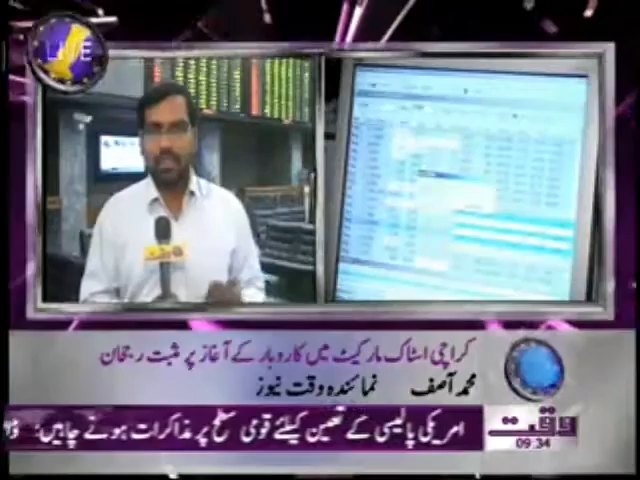 LIVE
کراچی اسٹاک مارکیٹ میں کاروبار کے آغاز پر مثبت رجحان
محمد آصف نمائندہ وقت نیوز
امریکی پالیسی کے تعین کیلئے قومی سطح پر مذاکرات ہونے چاہیں:
وقت
09:34